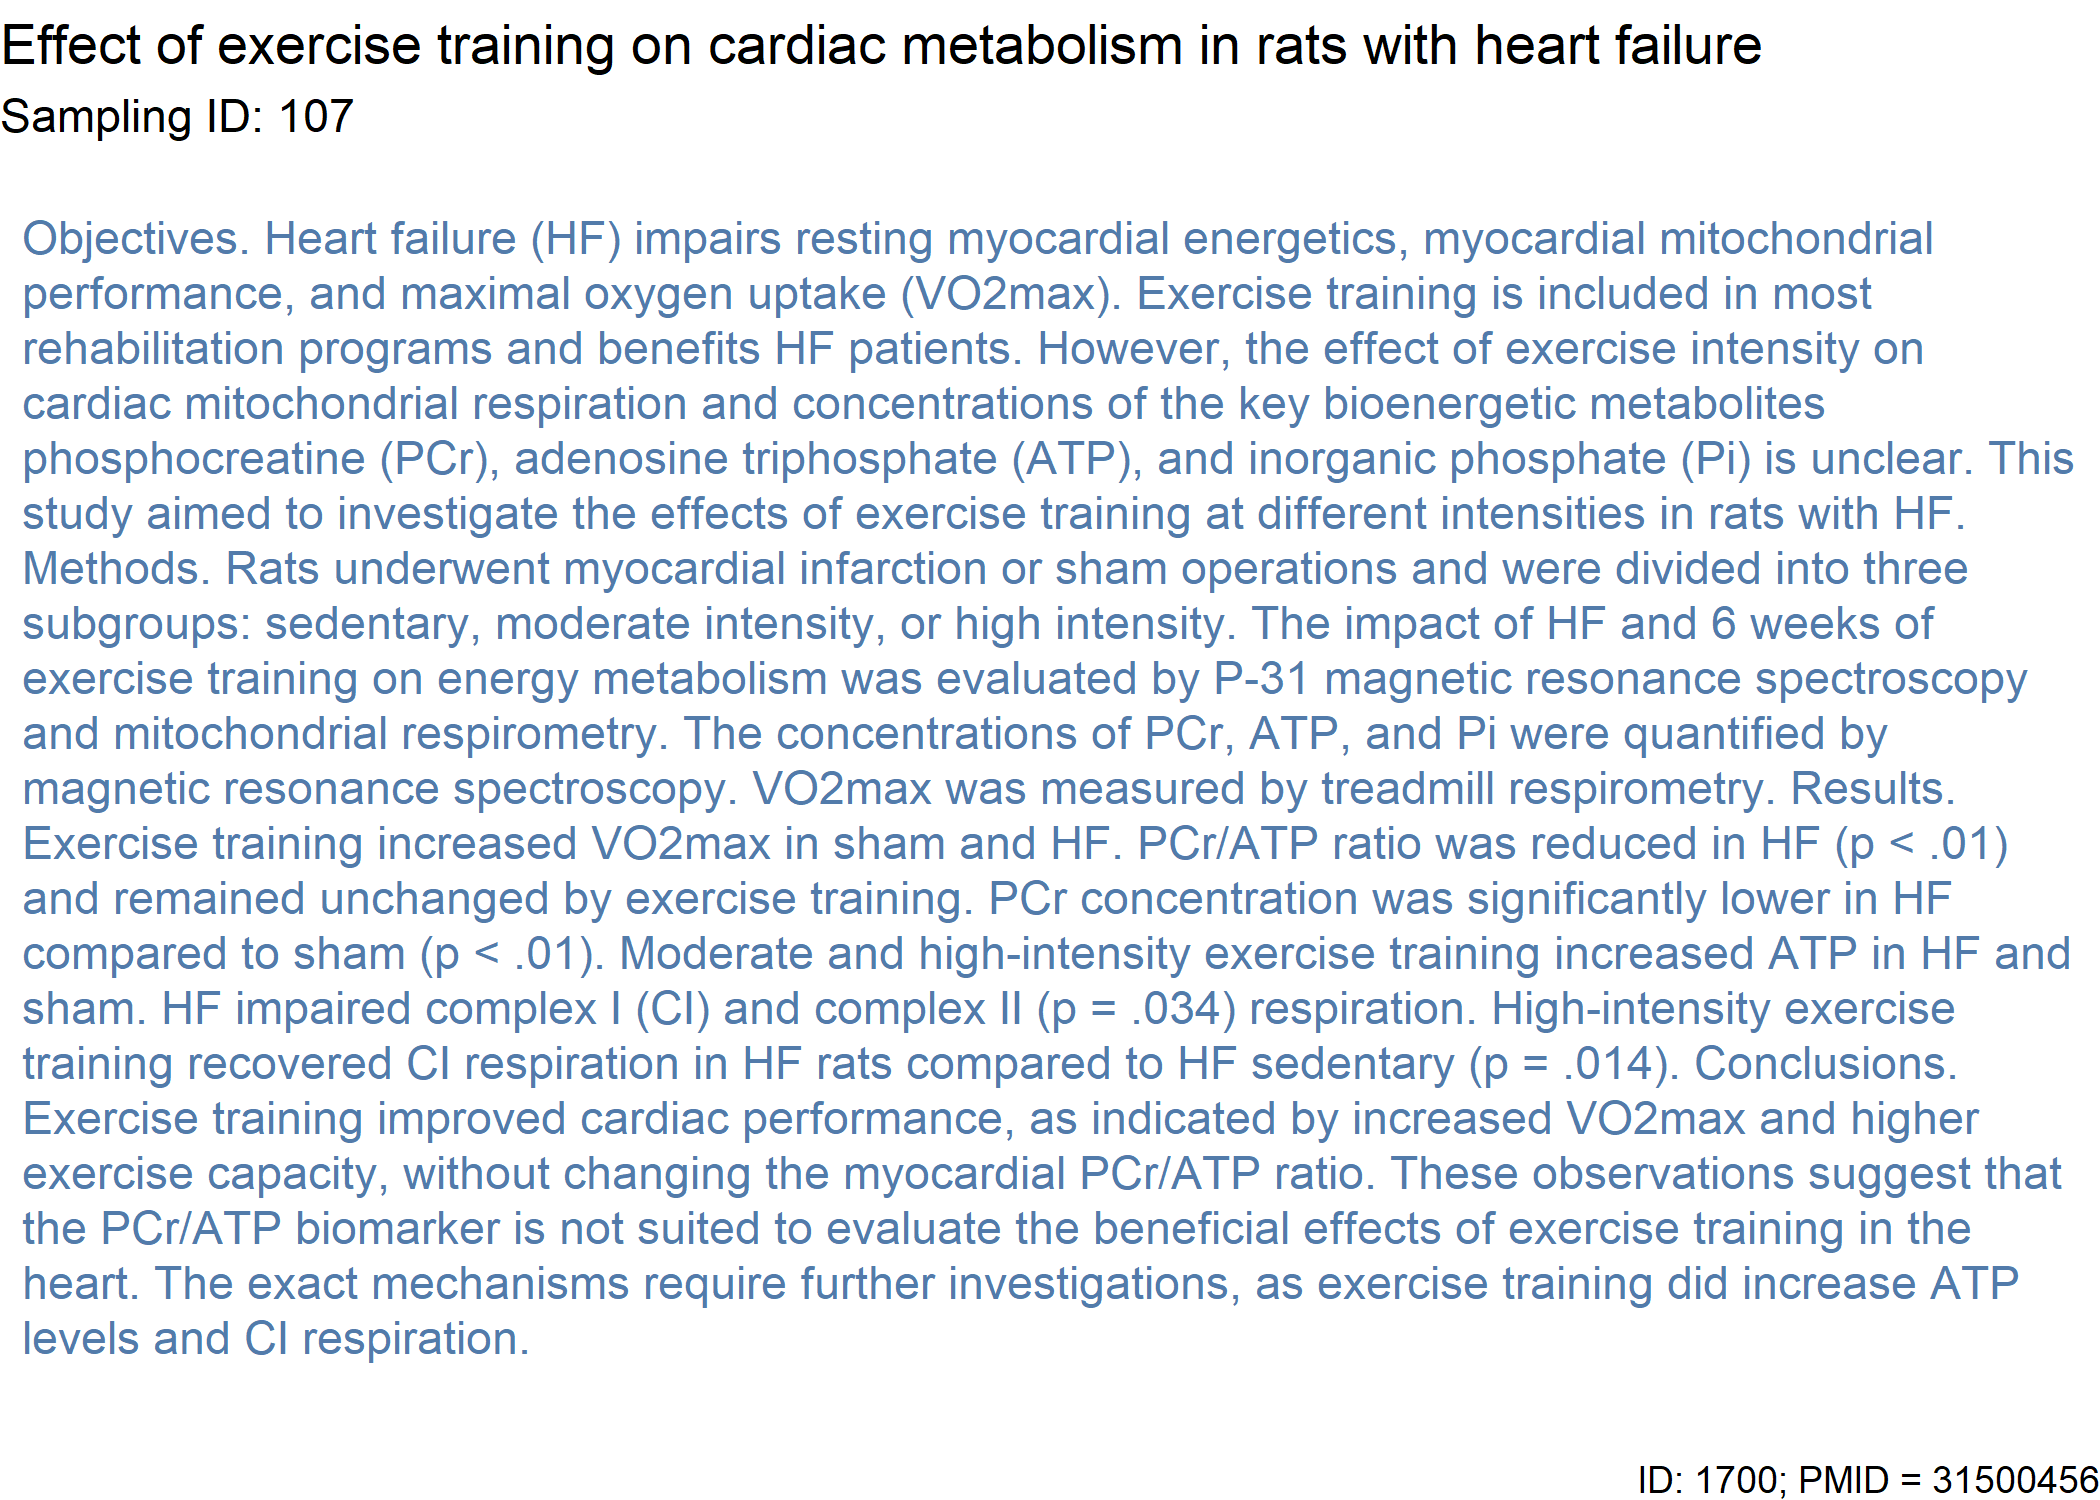 Effect of exercise training on cardiac metabolism in rats with heart failure
Sampling ID: 107
Objectives. Heart failure (HF) impairs resting myocardial energetics, myocardial mitochondrial
performance, and maximal oxygen uptake (VO2max). Exercise training is included in most
rehabilitation programs and benefits HF patients. However, the effect of exercise intensity on
cardiac mitochondrial respiration and concentrations of the key bioenergetic metabolites
phosphocreatine (PCr), adenosine triphosphate (ATP), and inorganic phosphate (Pi) is unclear. This
study aimed to investigate the effects of exercise training at different intensities in rats with HF.
Methods. Rats underwent myocardial infarction or sham operations and were divided into three
subgroups: sedentary, moderate intensity, or high intensity. The impact of HF and 6 weeks of
exercise training on energy metabolism was evaluated by P-31 magnetic resonance spectroscopy
and mitochondrial respirometry. The concentrations of PCr, ATP, and Pi were quantified by
magnetic resonance spectroscopy. VO2max was measured by treadmill respirometry. Results.
Exercise training increased VO2max in sham and HF. PCr/ATP ratio was reduced in HF (p < .01)
and remained unchanged by exercise training. PCr concentration was significantly lower in HF
compared to sham (p < .01). Moderate and high-intensity exercise training increased ATP in HF and
sham. HF impaired complex I (CI) and complex II (p = .034) respiration. High-intensity exercise
training recovered CI respiration in HF rats compared to HF sedentary (p = .014). Conclusions.
Exercise training improved cardiac performance, as indicated by increased VO2max and higher
exercise capacity, without changing the myocardial PCr/ATP ratio. These observations suggest that
the PCr/ATP biomarker is not suited to evaluate the beneficial effects of exercise training in the
heart. The exact mechanisms require further investigations, as exercise training did increase ATP
levels and CI respiration.
ID: 1700; PMID = 31500456